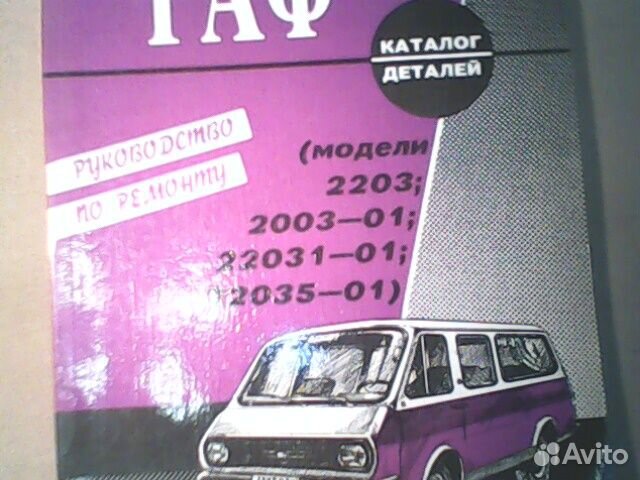 РАФ
КАТАЛОГ
ДЕТАЛЕЙ
РУКОВОДСТВО
ПО РЕМОНТУ
(модели
2203;
2003—01;
22031—01;
2035—01)
Avito